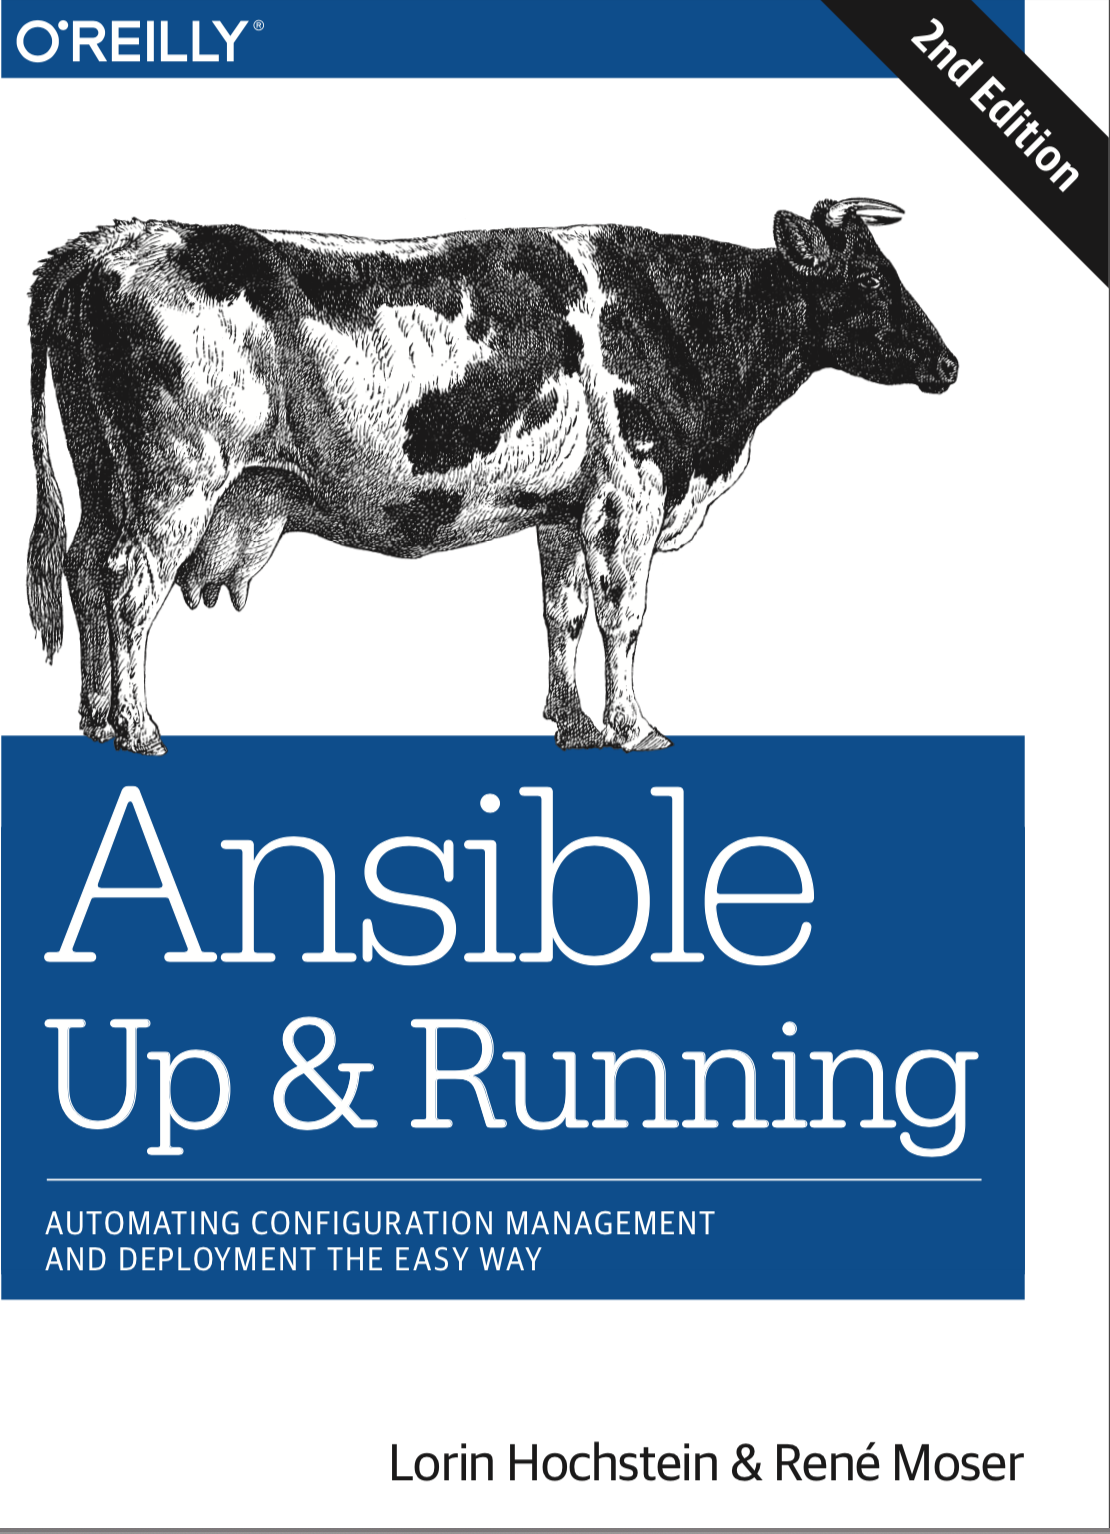 O'REILLY®
2nd Edition
Ansible
Up & Running
AUTOMATING CONFIGURATION MANAGEMENT
AND DEPLOYMENT THE EASY WAY
Lorin Hochstein & René Moser